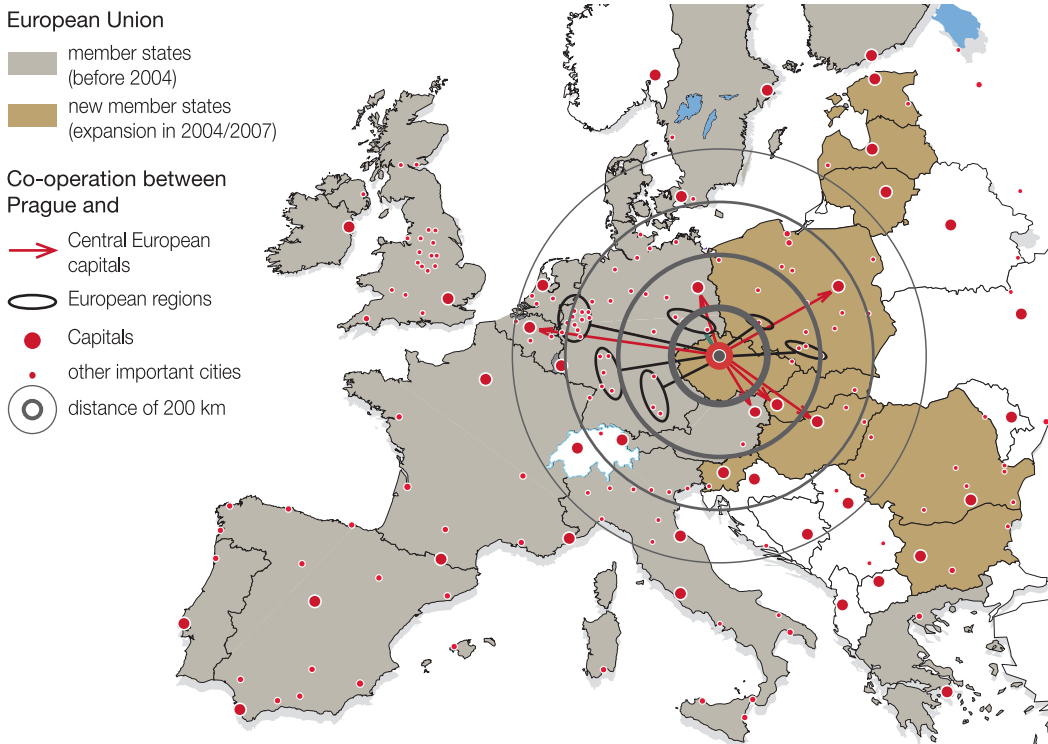 European Union
member states
(before 2004)
new member states
(expansion in 2004/2007)
Co-operation between
Prague and
Central European
capitals
European regions
Capitals
other important cities
distance of 200 km